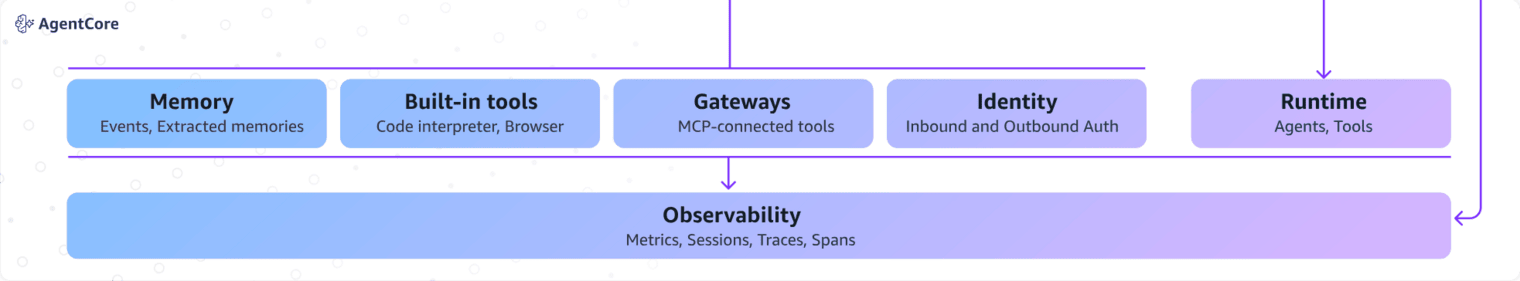 AgentCore
Memory
Events, Extracted memories
Built-in tools
Code interpreter, Browser
Gateways
MCP-connected tools
Identity
Inbound and Outbound Auth
Runtime
Agents, Tools
Observability
Metrics, Sessions, Traces, Spans